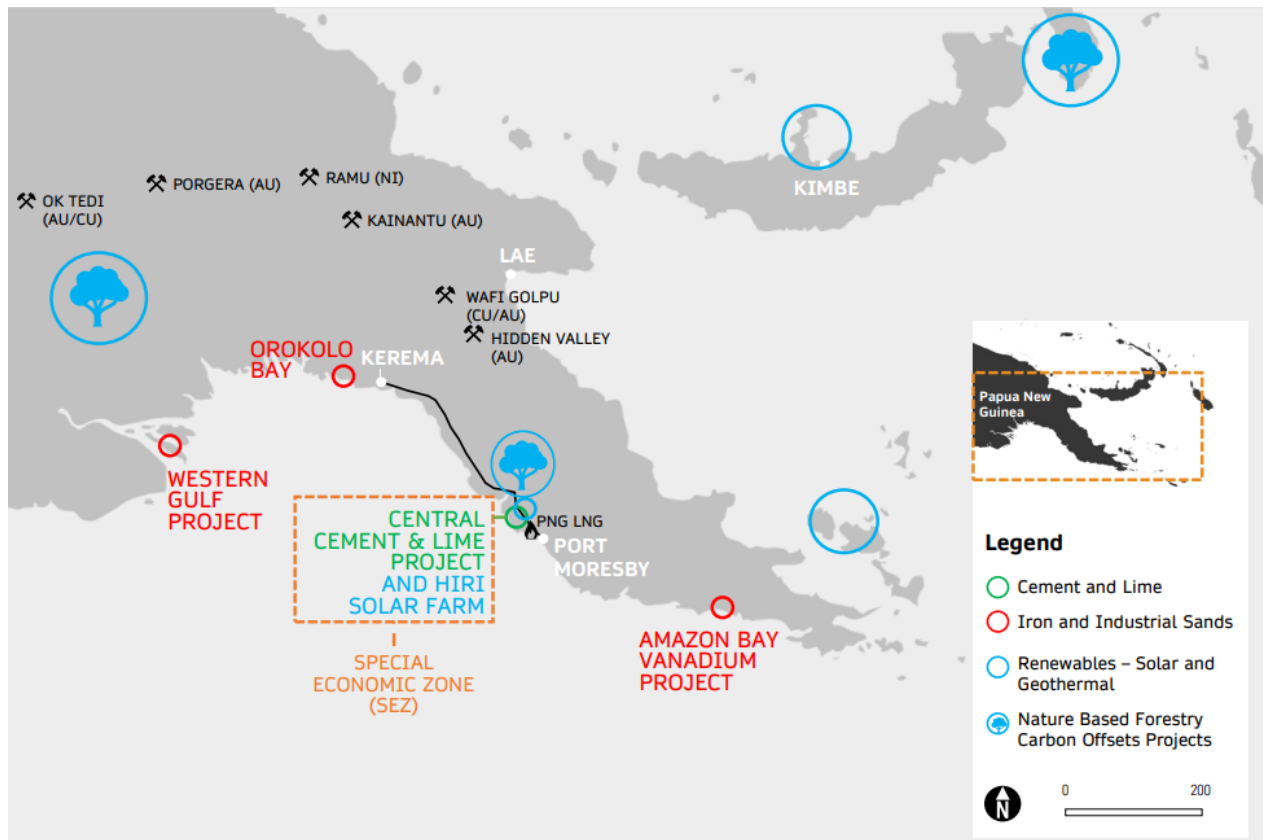 OK TEDI
(AU/CU)
PORGERA (AU)
RAMU (NI)
KAINANTU (AU)
KIMBE
LAE
WAFI GOLPU
(CU/AU)
HIDDEN VALLEY
(AU)
OROKOLO
BAY
KEREMA
WESTERN
GULF
PROJECT
CENTRAL
CEMENT & LIME
PROJECT
AND HIRI
SOLAR FARM
PNG LNG
PORT
MORESBY
SPECIAL
ECONOMIC ZONE
(SEZ)
AMAZON BAY
VANADIUM
PROJECT
Papua New
Guinea
Legend
Cement and Lime
Iron and Industrial Sands
Renewables – Solar and
Geothermal
Nature Based Forestry
Carbon Offsets Projects
N
0 200